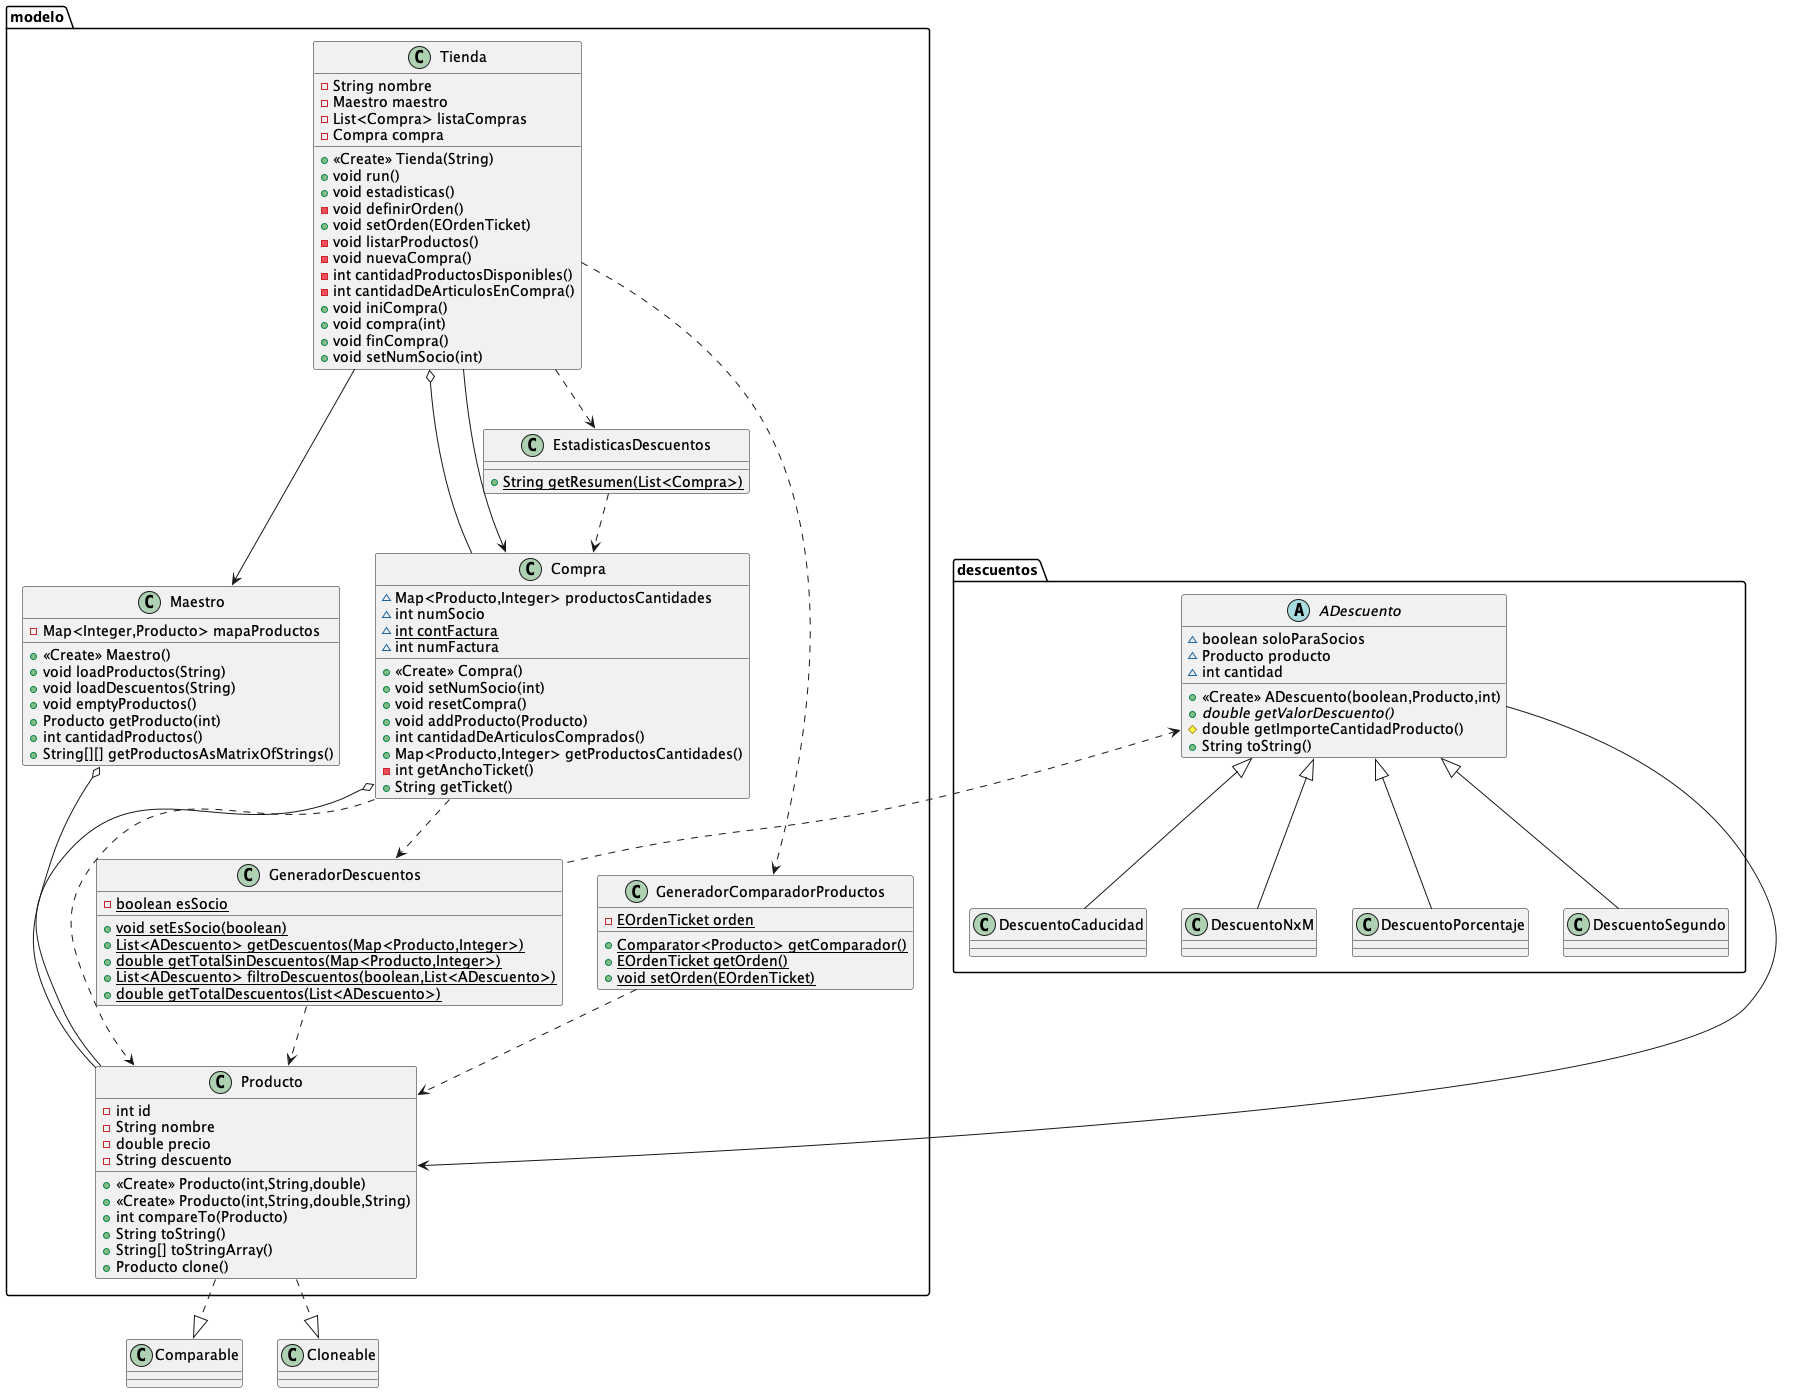 modelo
C Tienda
String nombre
Maestro maestro
List<Compra> listaCompras
Compra compra
«Create» Tienda(String)
void run()
void estadisticas()
void definirOrden()
void setOrden(EOrdenTicket)
void listarProductos()
void nuevaCompra()
int cantidadProductosDisponibles()
int cantidadDeArticulosEnCompra()
void iniCompra()
void compra(int)
void finCompra()
void setNumSocio(int)
C EstadisticasDescuentos
String getResumen(List<Compra>)
C Maestro
Map<Integer,Producto> mapaProductos
«Create» Maestro()
void loadProductos(String)
void loadDescuentos(String)
void emptyProductos()
Producto getProducto(int)
int cantidadProductos()
String[][] getProductosAsMatrixOfStrings()
C Compra
Map<Producto,Integer> productosCantidades
int numSocio
int contFactura
int numFactura
«Create» Compra()
void setNumSocio(int)
void resetCompra()
void addProducto(Producto)
int cantidadDeArticulosComprados()
Map<Producto,Integer> getProductosCantidades()
int getAnchoTicket()
String getTicket()
descuentos
A ADescuento
boolean soloParaSocios
Producto producto
int cantidad
«Create» ADescuento(boolean,Producto,int)
double getValorDescuento()
double getImporteCantidadProducto()
String toString()
C GeneradorDescuentos
boolean esSocio
void setEsSocio(boolean)
List<ADescuento> getDescuentos(Map<Producto,Integer>)
double getTotalSinDescuentos(Map<Producto,Integer>)
List<ADescuento> filtroDescuentos(boolean,List<ADescuento>)
double getTotalDescuentos(List<ADescuento>)
C GeneradorComparadorProductos
EOrdenTicket orden
Comparator<Producto> getComparador()
EOrdenTicket getOrden()
void setOrden(EOrdenTicket)
C DescuentoCaducidad
C DescuentoNxM
C DescuentoPorcentaje
C DescuentoSegundo
C Producto
int id
String nombre
double precio
String descuento
«Create» Producto(int,String,double)
«Create» Producto(int,String,double,String)
int compareTo(Producto)
String toString()
String[] toStringArray()
Producto clone()
C Comparable
C Cloneable